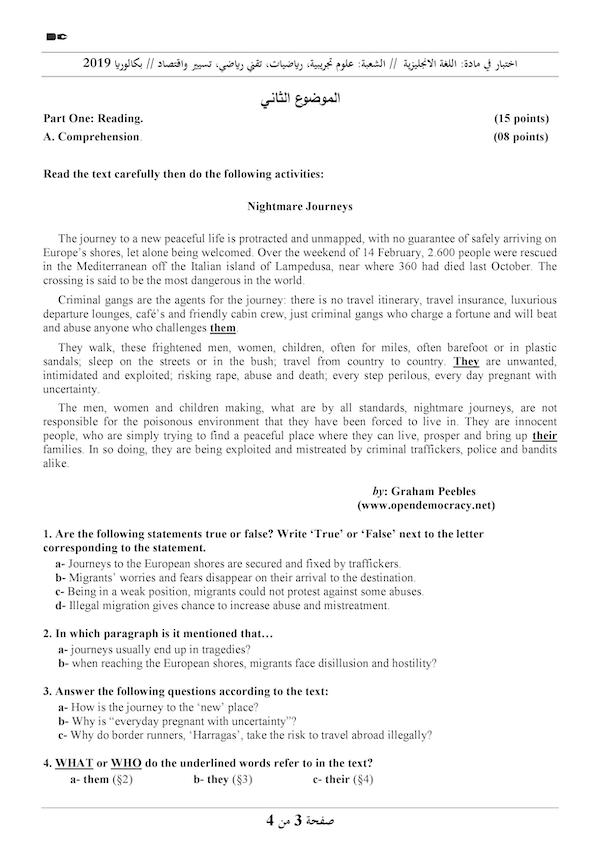 اختبار في مادة: اللغة الانجليزية // الشعبة: علوم تجريبية، رياضيات، تقني رياضي، تسيير واقتصاد // بكالوريا 2019
الموضوع الثاني
Part One: Reading. (15 points)
A. Comprehension. (08 points)
Read the text carefully then do the following activities:
Nightmare Journeys
The journey to a new peaceful life is protracted and unmapped, with no guarantee of safely arriving on
Europe's shores, let alone being welcomed. Over the weekend of 14 February, 2.600 people were rescued
in the Mediterranean off the Italian island of Lampedusa, near where 360 had died last October. The
crossing is said to be the most dangerous in the world.
Criminal gangs are the agents for the journey: there is no travel itinerary, travel insurance, luxurious
departure lounges, café's and friendly cabin crew, just criminal gangs who charge a fortune and will beat
and abuse anyone who challenges them.
They walk, these frightened men, women, children, often for miles, often barefoot or in plastic
sandals; sleep on the streets or in the bush; travel from country to country. They are unwanted,
intimidated and exploited; risking rape, abuse and death; every step perilous, every day pregnant with
uncertainty.
The men, women and children making, what are by all standards, nightmare journeys, are not
responsible for the poisonous environment that they have been forced to live in. They are innocent
people, who are simply trying to find a peaceful place where they can live, prosper and bring up their
families. In so doing, they are being exploited and mistreated by criminal traffickers, police and bandits
alike.
by: Graham Peebles
(www.opendemocracy.net)
1. Are the following statements true or false? Write 'True' or 'False' next to the letter
corresponding to the statement.
a- Journeys to the European shores are secured and fixed by traffickers.
b- Migrants' worries and fears disappear on their arrival to the destination.
c- Being in a weak position, migrants could not protest against some abuses.
d- Illegal migration gives chance to increase abuse and mistreatment.
2. In which paragraph is it mentioned that…
a- journeys usually end up in tragedies?
b- when reaching the European shores, migrants face disillusion and hostility?
3. Answer the following questions according to the text:
a- How is the journey to the 'new' place?
b- Why is "everyday pregnant with uncertainty"?
c- Why do border runners, 'Harragas', take the risk to travel abroad illegally?
4. WHAT or WHO do the underlined words refer to in the text?
a- them (§2) b- they (§3) c- their (§4)
صفحة 3 من 4